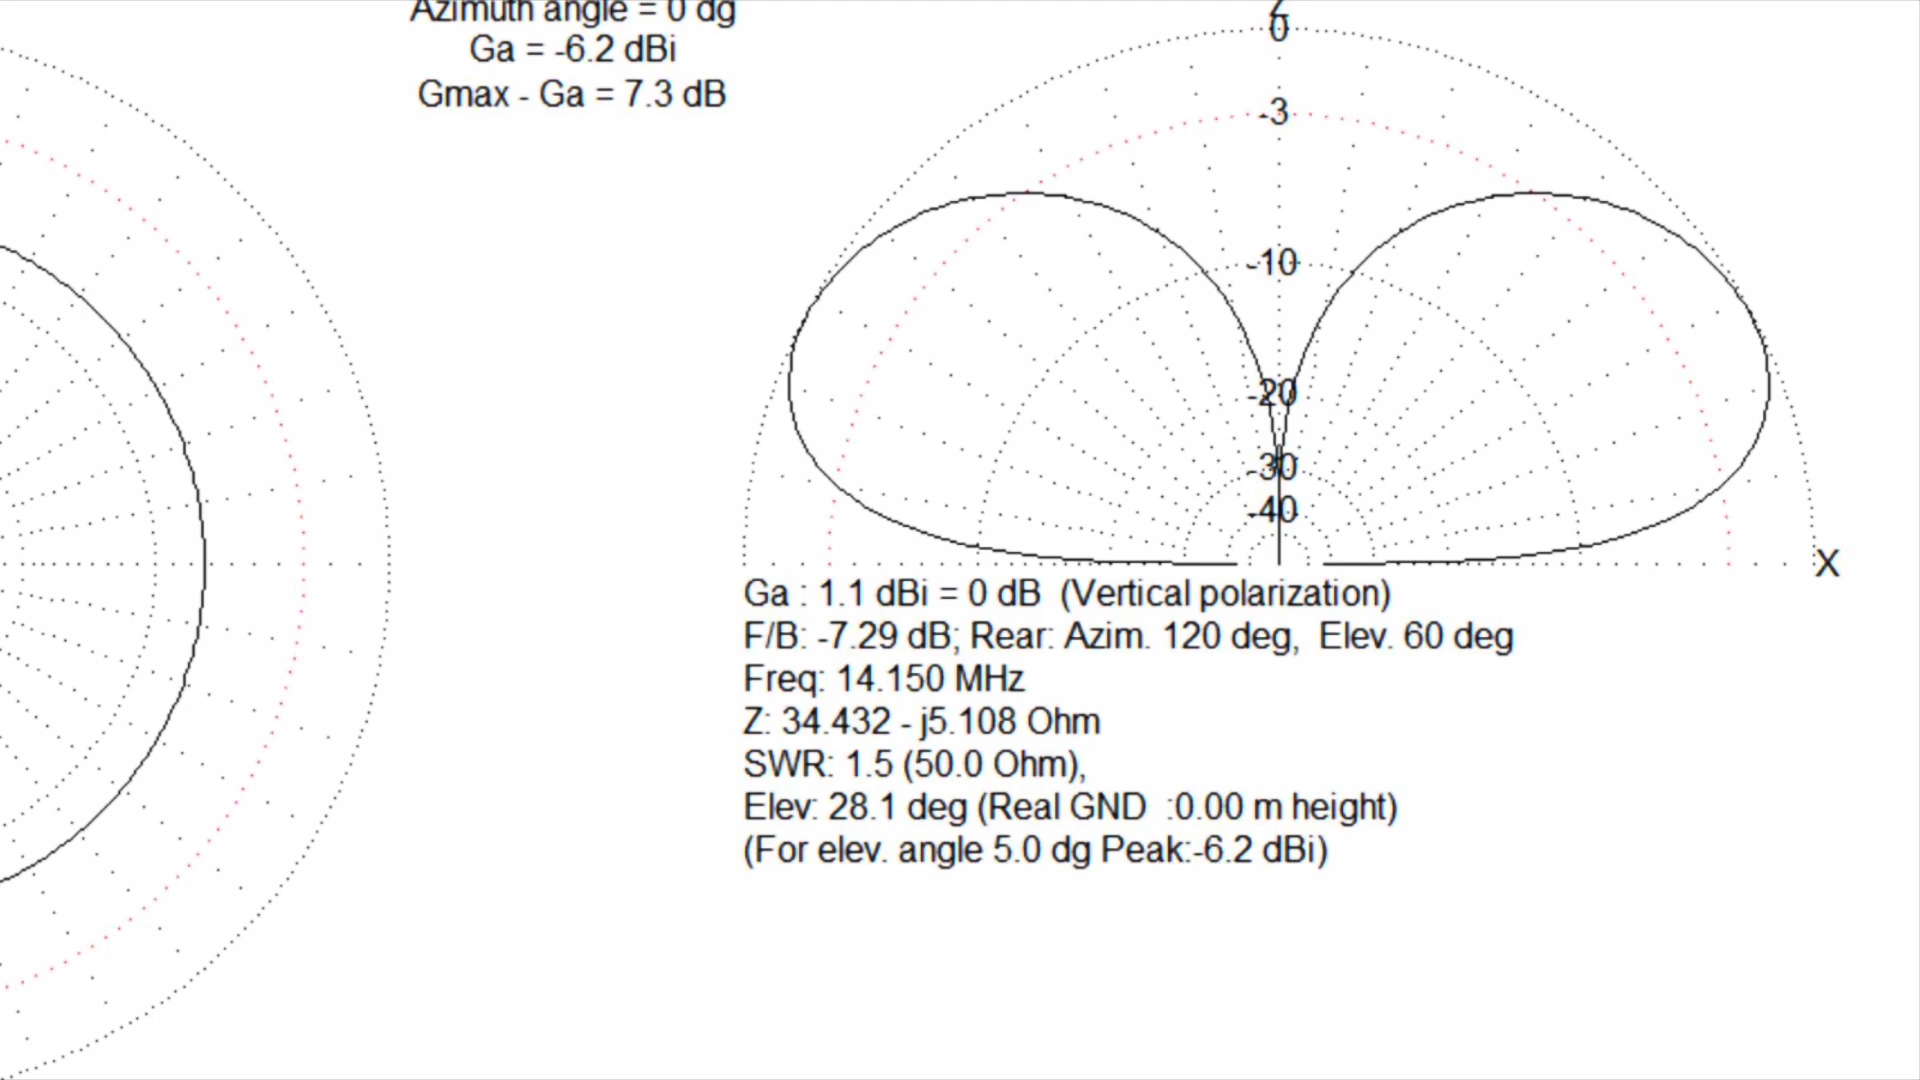 Azimuth angle = 0 dg
Ga = -6.2 dBi
Gmax - Ga = 7.3 dB
Z
0
-3
-10
-20
-30
-40
X
Ga : 1.1 dBi = 0 dB (Vertical polarization)
F/B: -7.29 dB; Rear: Azim. 120 deg, Elev. 60 deg
Freq: 14.150 MHz
Z: 34.432 - j5.108 Ohm
SWR: 1.5 (50.0 Ohm),
Elev: 28.1 deg (Real GND :0.00 m height)
(For elev. angle 5.0 dg Peak:-6.2 dBi)